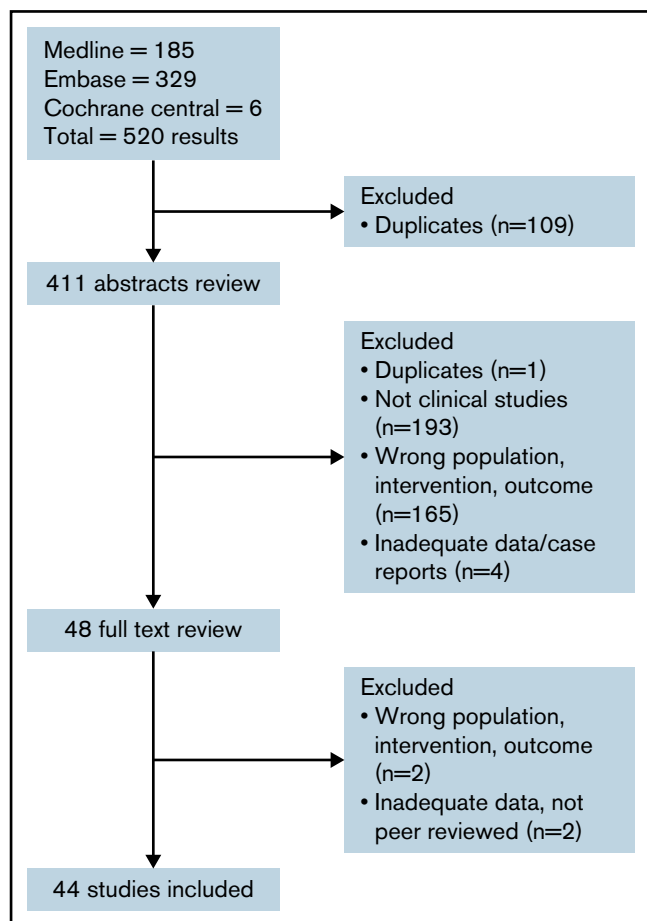 Medline = 185
Embase = 329
Cochrane central = 6
Total = 520 results
Excluded
• Duplicates (n=109)
411 abstracts review
Excluded
• Duplicates (n=1)
• Not clinical studies
(n=193)
• Wrong population,
intervention, outcome
(n=165)
• Inadequate data/case
reports (n=4)
48 full text review
Excluded
• Wrong population,
intervention, outcome
(n=2)
• Inadequate data, not
peer reviewed (n=2)
44 studies included